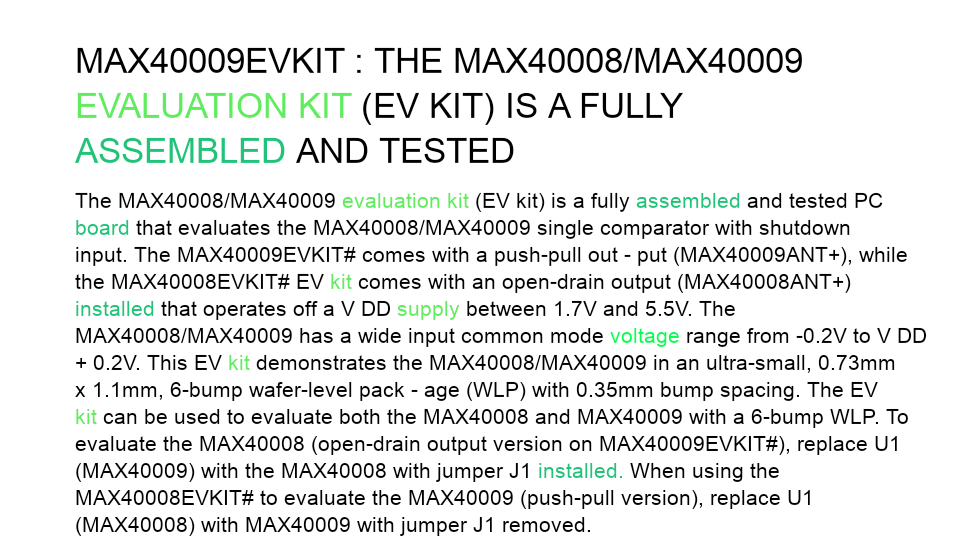 MAX40009EVKIT : THE MAX40008/MAX40009
EVALUATION KIT (EV KIT) IS A FULLY
ASSEMBLED AND TESTED
The MAX40008/MAX40009 evaluation kit (EV kit) is a fully assembled and tested PC
board that evaluates the MAX40008/MAX40009 single comparator with shutdown
input. The MAX40009EVKIT# comes with a push-pull out - put (MAX40009ANT+), while
the MAX40008EVKIT# EV kit comes with an open-drain output (MAX40008ANT+)
installed that operates off a V DD supply between 1.7V and 5.5V. The
MAX40008/MAX40009 has a wide input common mode voltage range from -0.2V to V DD
+ 0.2V. This EV kit demonstrates the MAX40008/MAX40009 in an ultra-small, 0.73mm
x 1.1mm, 6-bump wafer-level pack - age (WLP) with 0.35mm bump spacing. The EV
kit can be used to evaluate both the MAX40008 and MAX40009 with a 6-bump WLP. To
evaluate the MAX40008 (open-drain output version on MAX40009EVKIT#), replace U1
(MAX40009) with the MAX40008 with jumper J1 installed. When using the
MAX40008EVKIT# to evaluate the MAX40009 (push-pull version), replace U1
(MAX40008) with MAX40009 with jumper J1 removed.